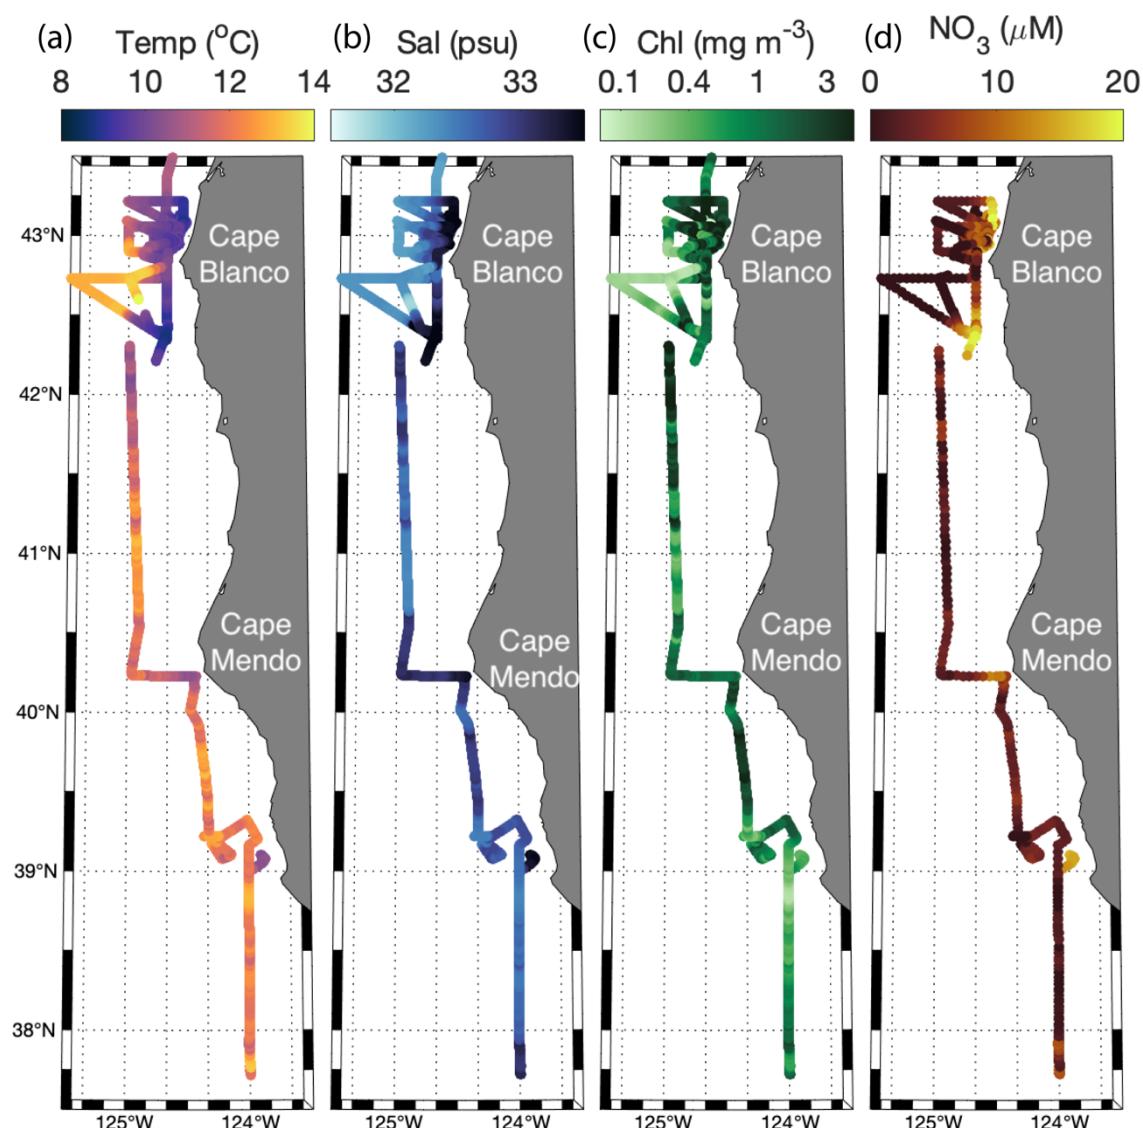 (a) Temp (°C) (b) Sal (psu) (c) Chl (mg m⁻³) (d) NO₃ (μM)
8 10 12 14 32 33 0.1 0.4 1 3 0 10 20
43°N Cape Cape Cape Cape
Blanco Blanco Blanco Blanco
42°N
41°N
Cape Cape Cape Cape
Mendo Mendo Mendo Mendo
40°N
39°N
38°N
125°W 124°W 125°W 124°W 125°W 124°W 125°W 124°W